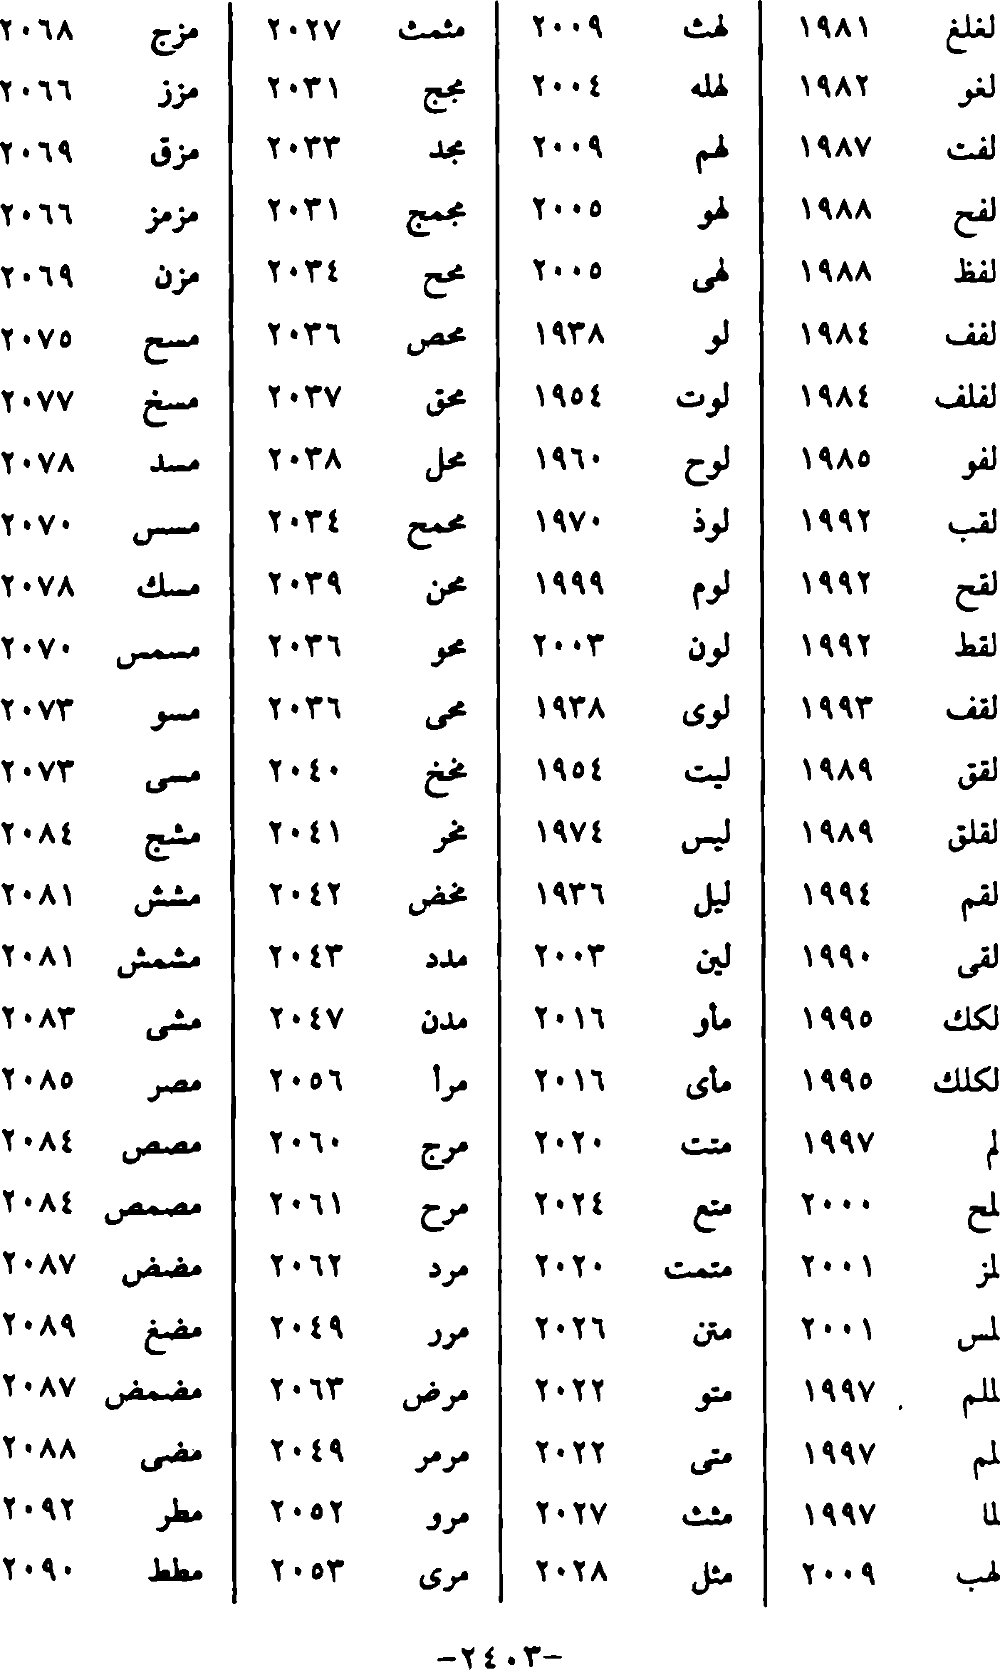 لغلغ ١٩٨١
لغو ١٩٨٢
لفت ١٩٨٧
لفح ١٩٨٨
لفظ ١٩٨٨
لفف ١٩٨٤
لفلف ١٩٨٤
لفو ١٩٨٥
لقب ١٩٩٢
لقح ١٩٩٢
لقط ١٩٩٢
لقف ١٩٩٣
لقق ١٩٨٩
لقلق ١٩٨٩
لقم ١٩٩٤
لقى ١٩٩٠
لكك ١٩٩٥
لكلك ١٩٩٥
لم ١٩٩٧
لمح ٢٠٠٠
لمز ٢٠٠١
لمس ٢٠٠١
لملم ١٩٩٧
لمم ١٩٩٧
لما ١٩٩٧
لهب ٢٠٠٩
لهث ٢٠٠٩
لهله ٢٠٠٤
لهم ٢٠٠٩
لهو ٢٠٠٥
لهى ٢٠٠٥
لو ١٩٣٨
لوت ١٩٥٤
لوح ١٩٦٠
لوذ ١٩٧٠
لوم ١٩٩٩
لون ٢٠٠٣
لوى ١٩٣٨
ليت ١٩٥٤
ليس ١٩٧٤
ليل ١٩٣٦
لين ٢٠٠٣
مأو ٢٠١٦
مأى ٢٠١٦
متت ٢٠٢٠
متع ٢٠٢٤
متمت ٢٠٢٠
متن ٢٠٢٦
متو ٢٠٢٢
متى ٢٠٢٢
مثث ٢٠٢٧
مثل ٢٠٢٨
مثمث ٢٠٢٧
مجج ٢٠٣١
مجد ٢٠٣٣
مجمج ٢٠٣١
محح ٢٠٣٤
محص ٢٠٣٦
محق ٢٠٣٧
محل ٢٠٣٨
محمح ٢٠٣٤
محن ٢٠٣٩
محو ٢٠٣٦
محى ٢٠٣٦
مخخ ٢٠٤٠
مخر ٢٠٤١
مخض ٢٠٤٢
مدد ٢٠٤٣
مدن ٢٠٤٧
مرأ ٢٠٥٦
مرج ٢٠٦٠
مرح ٢٠٦١
مرد ٢٠٦٢
مرر ٢٠٤٩
مرض ٢٠٦٣
مرمر ٢٠٤٩
مرو ٢٠٥٢
مرى ٢٠٥٣
مزج ٢٠٦٨
مزز ٢٠٦٦
مزق ٢٠٦٩
مزمز ٢٠٦٦
مزن ٢٠٦٩
مسح ٢٠٧٥
مسخ ٢٠٧٧
مسد ٢٠٧٨
مسس ٢٠٧٠
مسك ٢٠٧٨
مسمس ٢٠٧٠
مسو ٢٠٧٣
مسى ٢٠٧٣
مشج ٢٠٨٤
مشش ٢٠٨١
مشمش ٢٠٨١
مشى ٢٠٨٣
مصر ٢٠٨٥
مصص ٢٠٨٤
مصمص ٢٠٨٤
مضض ٢٠٨٧
مضغ ٢٠٨٩
مضمض ٢٠٨٧
مضى ٢٠٨٨
مطر ٢٠٩٢
مطط ٢٠٩٠
-٢٤٠٣-